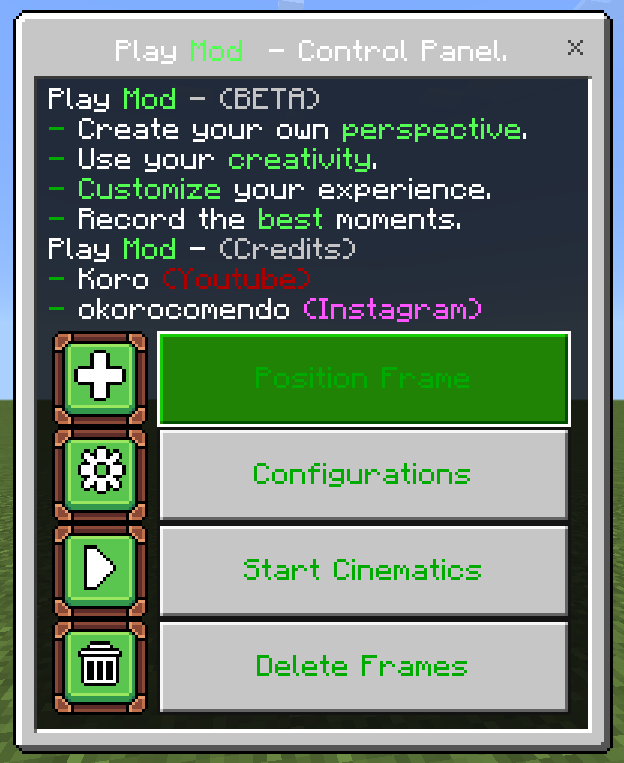 Play Mod - Control Panel.
Play Mod - (BETA)
- Create your own perspective.
- Use your creativity.
- Customize your experience.
- Record the best moments.
Play Mod - (Credits)
- Koro (Youtube)
- okorocomendo (Instagram)
Position Frame
Configurations
Start Cinematics
Delete Frames